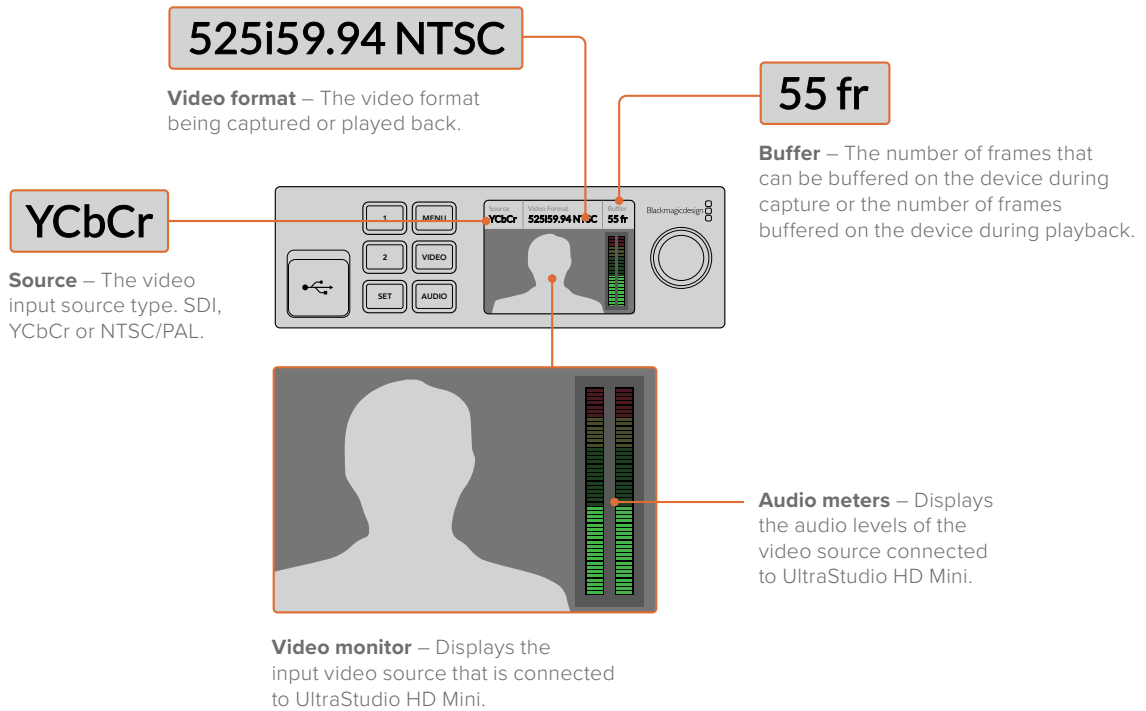 525i59.94 NTSC
Video format – The video format
being captured or played back.
55 fr
Buffer – The number of frames that
can be buffered on the device during
capture or the number of frames
buffered on the device during playback.
YCbCr
Source – The video
input source type. SDI,
YCbCr or NTSC/PAL.
1
MENU
2
VIDEO
SET
AUDIO
Source
YCbCr
Video Format
525i59.94 NTSC
Buffer
55 fr
Blackmagicdesign
Audio meters – Displays
the audio levels of the
video source connected
to UltraStudio HD Mini.
Video monitor – Displays the
input video source that is connected
to UltraStudio HD Mini.